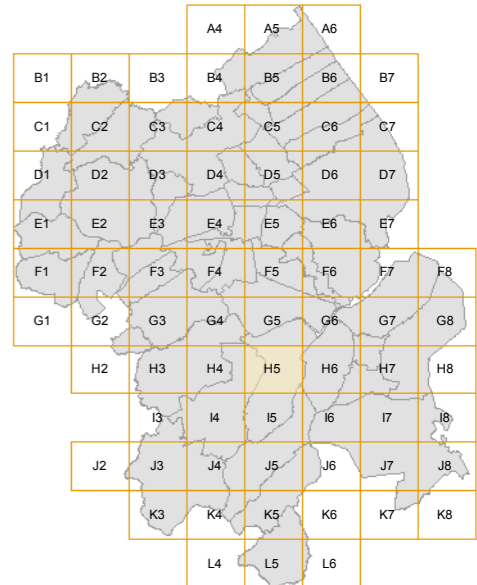 A4 A5 A6
B1 B2 B3 B4 B5 B6 B7
C1 C2 C3 C4 C5 C6 C7
D1 D2 D3 D4 D5 D6 D7
E1 E2 E3 E4 E5 E6 E7
F1 F2 F3 F4 F5 F6 F7 F8
G1 G2 G3 G4 G5 G6 G7 G8
H2 H3 H4 H5 H6 H7 H8
I3 I4 I5 I6 I7 I8
J2 J3 J4 J5 J6 J7 J8
K3 K4 K5 K6 K7 K8
L4 L5 L6